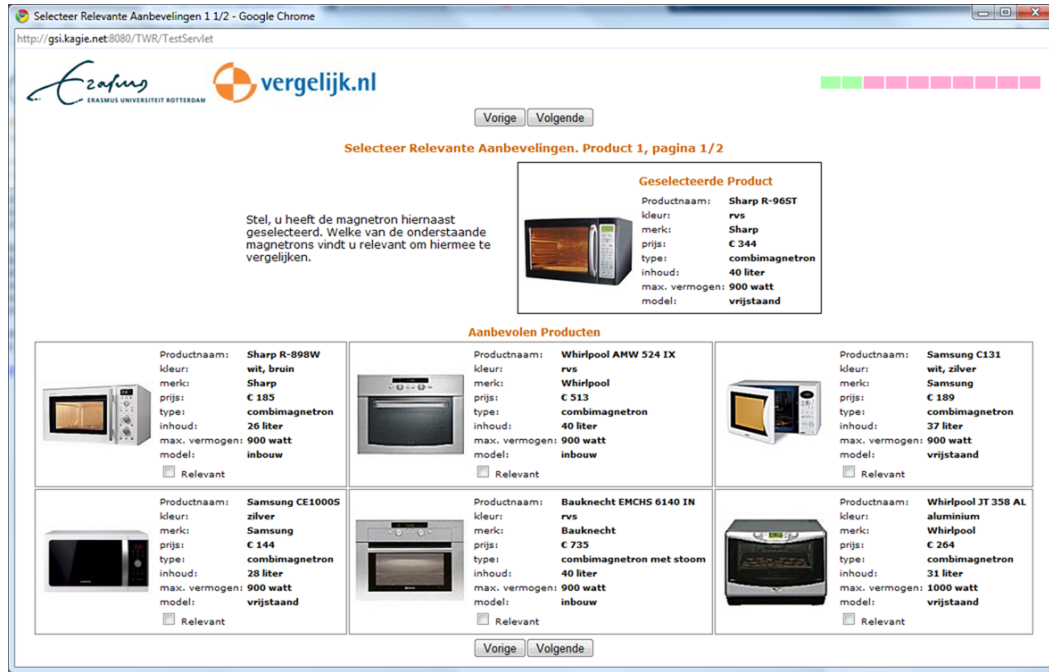 Selecteer Relevante Aanbevelingen 1 1/2 - Google Chrome
http://gsi.kagie.net:8080/TWR/TestServlet
Erasmus
ERASMUS UNIVERSITEIT ROTTERDAM
vergelijk.nl
Vorige Volgende
Selecteer Relevante Aanbevelingen. Product 1, pagina 1/2
Stel, u heeft de magnetron hiernaast
geselecteerd. Welke van de onderstaande
magnetrons vindt u relevant om hiermee te
vergelijken.
Geselecteerde Product
Productnaam: Sharp R-96ST
kleur: rvs
merk: Sharp
prijs: € 344
type: combimagnetron
inhoud: 40 liter
max. vermogen: 900 watt
model: vrijstaand
Aanbevolen Producten
Productnaam: Sharp R-898W
kleur: wit, bruin
merk: Sharp
prijs: € 185
type: combimagnetron
inhoud: 26 liter
max. vermogen: 900 watt
model: inbouw
Relevant
Productnaam: Whirlpool AMW 524 IX
kleur: rvs
merk: Whirlpool
prijs: € 513
type: combimagnetron
inhoud: 40 liter
max. vermogen: 900 watt
model: inbouw
Relevant
Productnaam: Samsung C131
kleur: wit, zilver
merk: Samsung
prijs: € 189
type: combimagnetron
inhoud: 37 liter
max. vermogen: 900 watt
model: vrijstaand
Relevant
Productnaam: Samsung CE1000S
kleur: zilver
merk: Samsung
prijs: € 144
type: combimagnetron
inhoud: 28 liter
max. vermogen: 900 watt
model: vrijstaand
Relevant
Productnaam: Bauknecht EMCHS 6140 IN
kleur: rvs
merk: Bauknecht
prijs: € 735
type: combimagnetron met stoom
inhoud: 40 liter
max. vermogen: 900 watt
model: inbouw
Relevant
Productnaam: Whirlpool JT 358 AL
kleur: aluminium
merk: Whirlpool
prijs: € 264
type: combimagnetron
inhoud: 31 liter
max. vermogen: 1000 watt
model: vrijstaand
Relevant
Vorige Volgende